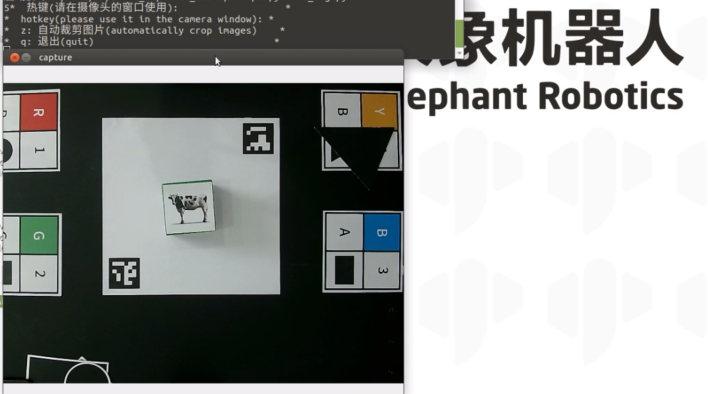 5*  热键(请在摄像头的窗口使用):  *
*  hotkey(please use it in the camera window): *
*  z: 自动裁剪图片(automatically crop images)  *
*  q: 退出(quit)  *
capture
象机器人
ephant Robotics
R
1
G
2
B
Y
A
B
3